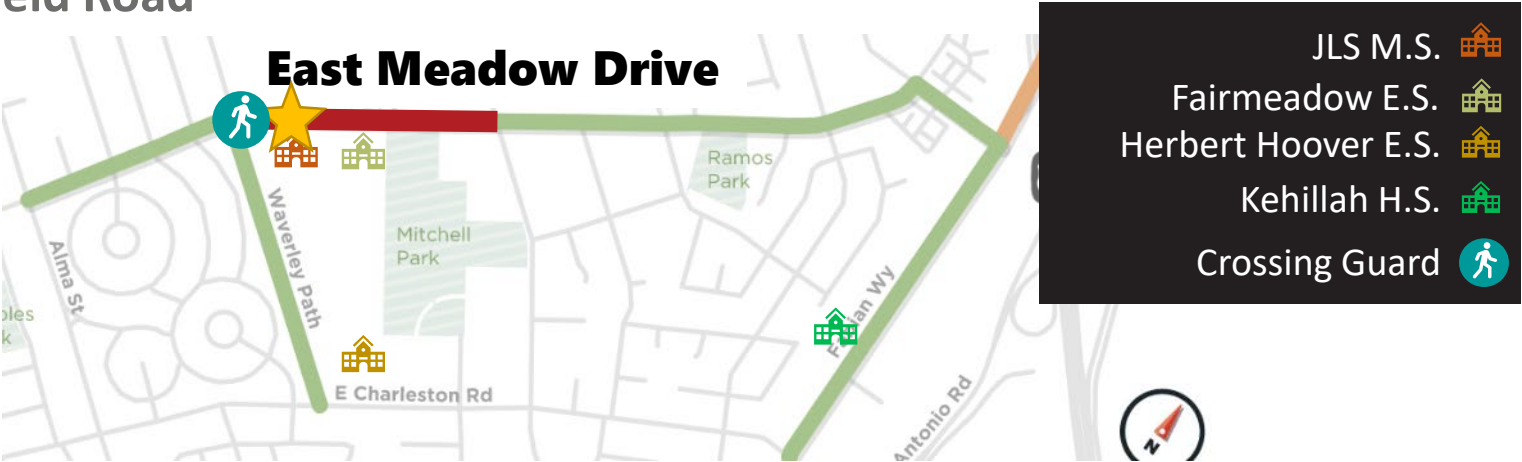 eld Road
East Meadow Drive
JLS M.S.
Fairmeadow E.S.
Herbert Hoover E.S.
Kehillah H.S.
Crossing Guard
Ramos
Park
Mitchell
Park
Waverley Path
Alma St
E Charleston Rd
Wy
Antonio Rd
N